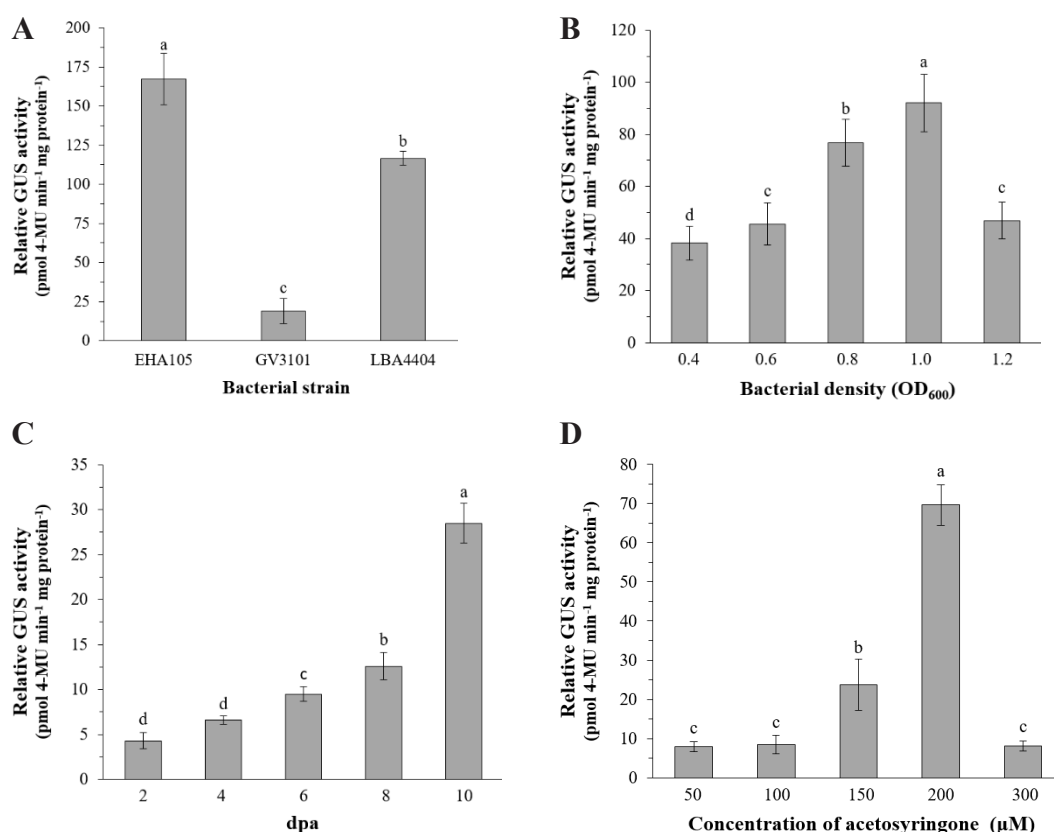 A
Relative GUS activity
(pmol 4-MU min⁻¹ mg protein⁻¹)
200
175
150
125
100
75
50
25
0
a
c
b
EHA105 GV3101 LBA4404
Bacterial strain
B
Relative GUS activity
(pmol 4-MU min⁻¹ mg protein⁻¹)
120
100
80
60
40
20
0
d
c
b
a
c
0.4 0.6 0.8 1.0 1.2
Bacterial density (OD₆₀₀)
C
Relative GUS activity
(pmol 4-MU min⁻¹ mg protein⁻¹)
35
30
25
20
15
10
5
0
d
d
c
b
a
2 4 6 8 10
dpa
D
Relative GUS activity
(pmol 4-MU min⁻¹ mg protein⁻¹)
80
70
60
50
40
30
20
10
0
c
c
b
a
c
50 100 150 200 300
Concentration of acetosyringone (µM)